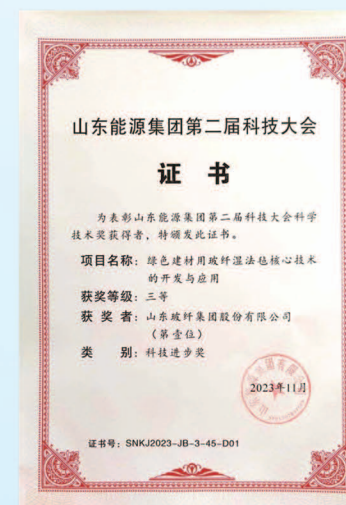 山东能源集团第二届科技大会
证书
为表彰山东能源集团第二届科技大会科学
技术奖获得者，特颁发此证书。
项目名称：绿色建材用玻纤湿法毡核心技术
的开发与应用
获奖等级：三等
获奖者：山东玻纤集团股份有限公司
（第壹位）
类别：科技进步奖
2023年11月
证书号：SNKJ2023-JB-3-45-D01